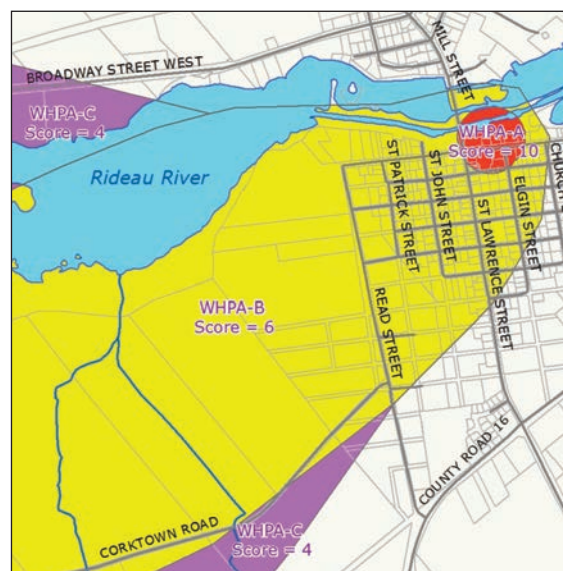 BROADWAY STREET WEST
MILL STREET
WHPA-C
Score = 4
WHPA-A
Score = 10
Rideau River
ST PATRICK STREET
ST JOHN STREET
ELGIN STREET
ST LAWRENCE STREET
WHPA-B
Score = 6
READ STREET
COUNTY ROAD 16
CORKTOWN ROAD
WHPA-C
Score = 4